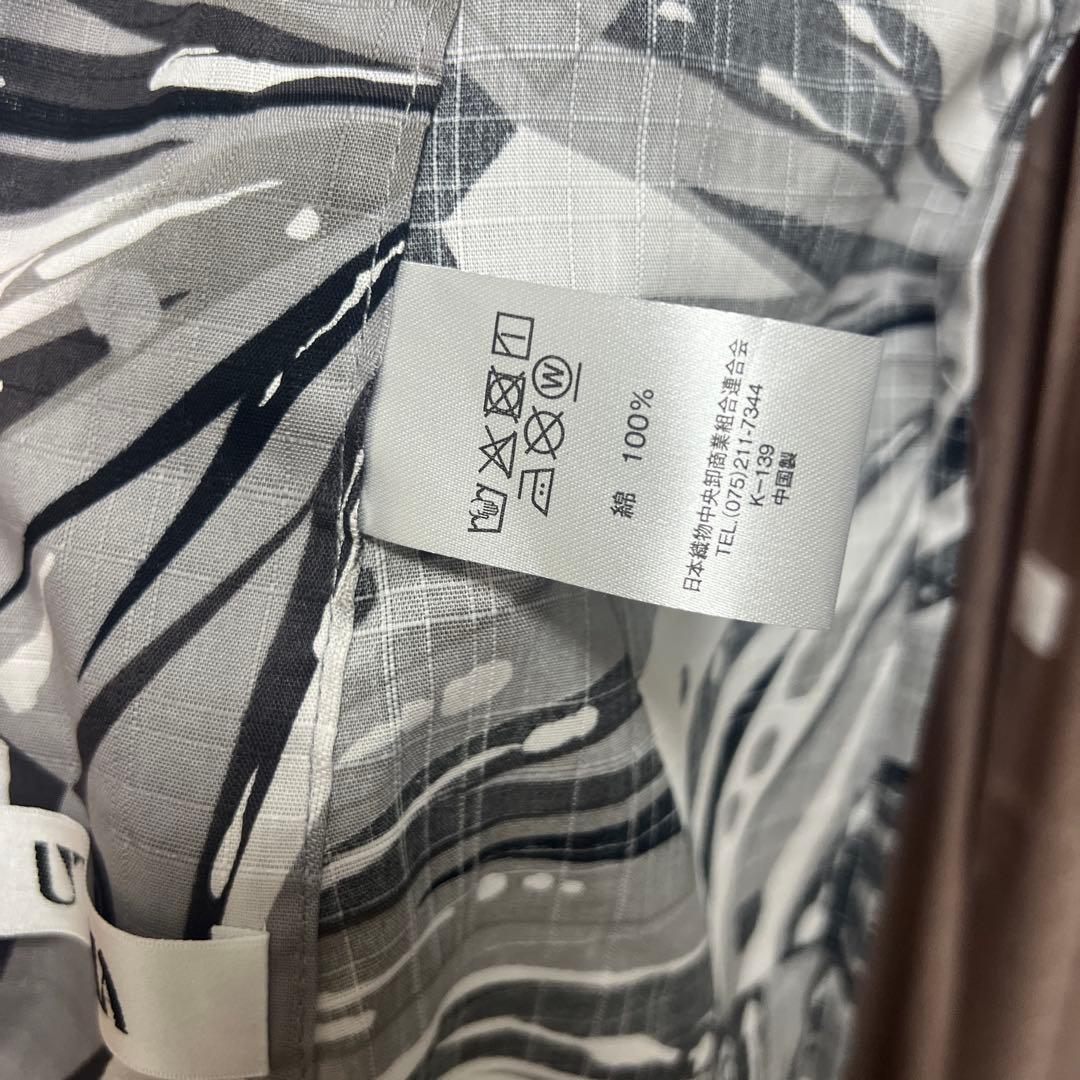 綿 100%
日本織物中央卸商業組合連合会
TEL.(075)211-7344
K-139
中国製